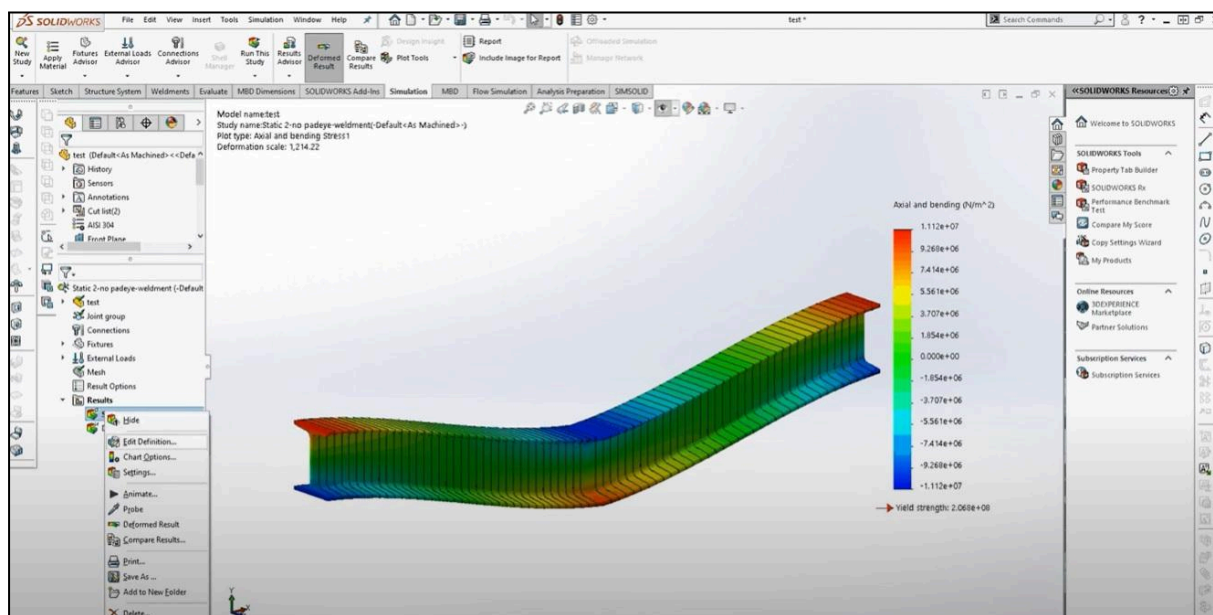 DS SOLIDWORKS File Edit View Insert Tools Simulation Window Help test * Search Commands
New Study
Apply Material
Fixtures Advisor
External Loads Advisor
Connections Advisor
Shell Manager
Run This Study
Results Advisor
Deformed Result
Compare Results
Design Insight
Plot Tools
Report
Include Image for Report
Offloaded Simulation
Manage Network
Features Sketch Structure System Weldments Evaluate MBD Dimensions SOLIDWORKS Add-Ins Simulation MBD Flow Simulation Analysis Preparation SIMSOLID
test (Default<As Machined><<Defa
History
Sensors
Annotations
Cut list(2)
AISI 304
Front Plane
Static 2-no padeye-weldment (-Default
test
Joint group
Connections
Fixtures
External Loads
Mesh
Result Options
Results
Hide
Edit Definition...
Chart Options...
Settings...
Animate...
Probe
Deformed Result
Compare Results...
Print...
Save As ...
Add to New Folder
Delete...
Model name:test
Study name:Static 2-no padeye-weldment(-Default<As Machined>-)
Plot type: Axial and bending Stress1
Deformation scale: 1,214.22
Axial and bending (N/m^2)
1.112e+07
9.268e+06
7.414e+06
5.561e+06
3.707e+06
1.854e+06
0.000e+00
-1.854e+06
-3.707e+06
-5.561e+06
-7.414e+06
-9.268e+06
-1.112e+07
Yield strength: 2.068e+08
Y
SOLIDWORKS Resources
Welcome to SOLIDWORKS
SOLIDWORKS Tools
Property Tab Builder
SOLIDWORKS Rx
Performance Benchmark Test
Compare My Score
Copy Settings Wizard
My Products
Online Resources
3DEXPERIENCE Marketplace
Partner Solutions
Subscription Services
Subscription Services